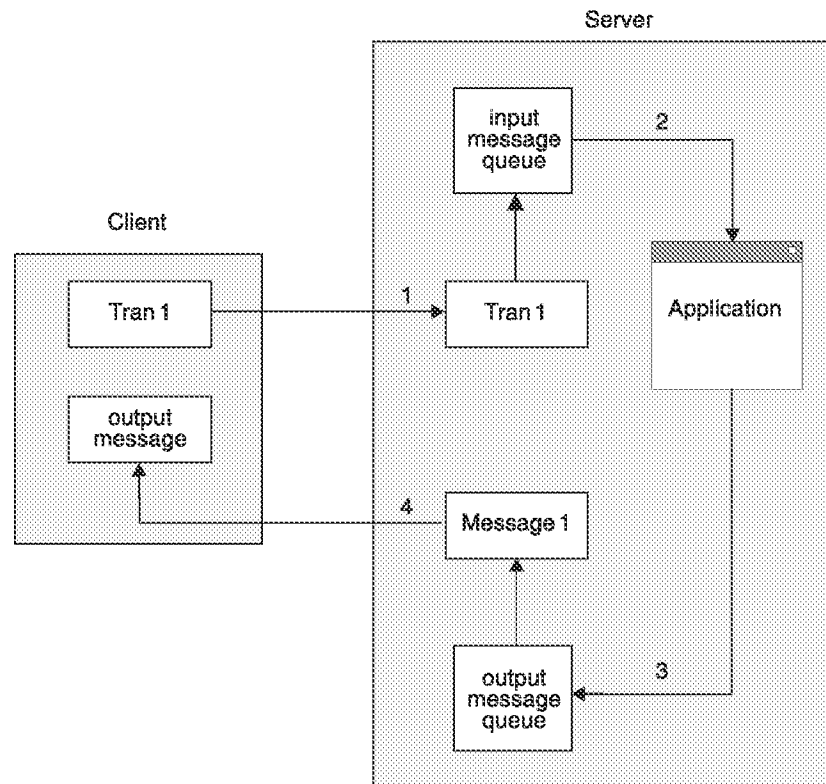 Server
input
message
queue
2
Client
Tran 1
1
Tran 1
Application
output
message
4
Message 1
output
message
queue
3